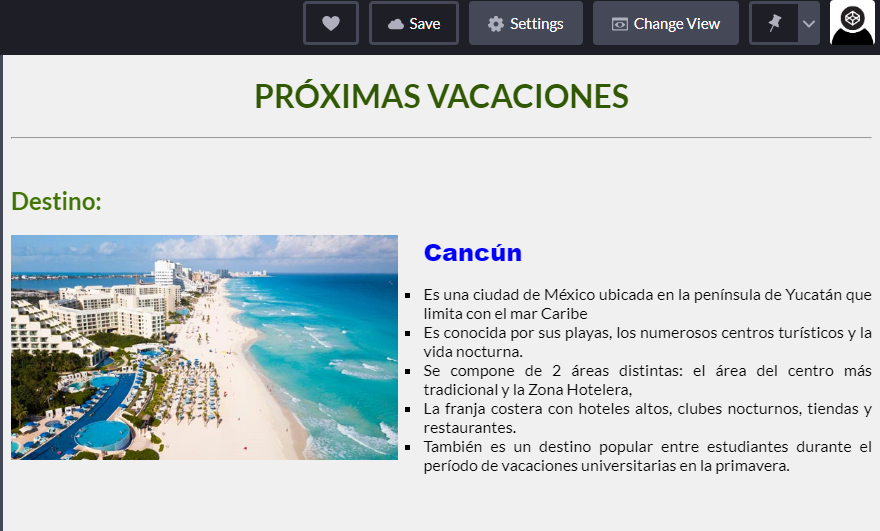 Save
Settings
Change View
PRÓXIMAS VACACIONES
Destino:
Cancún
Es una ciudad de México ubicada en la península de Yucatán que
limita con el mar Caribe
Es conocida por sus playas, los numerosos centros turísticos y la
vida nocturna.
Se compone de 2 áreas distintas: el área del centro más
tradicional y la Zona Hotelera,
La franja costera con hoteles altos, clubes nocturnos, tiendas y
restaurantes.
También es un destino popular entre estudiantes durante el
período de vacaciones universitarias en la primavera.